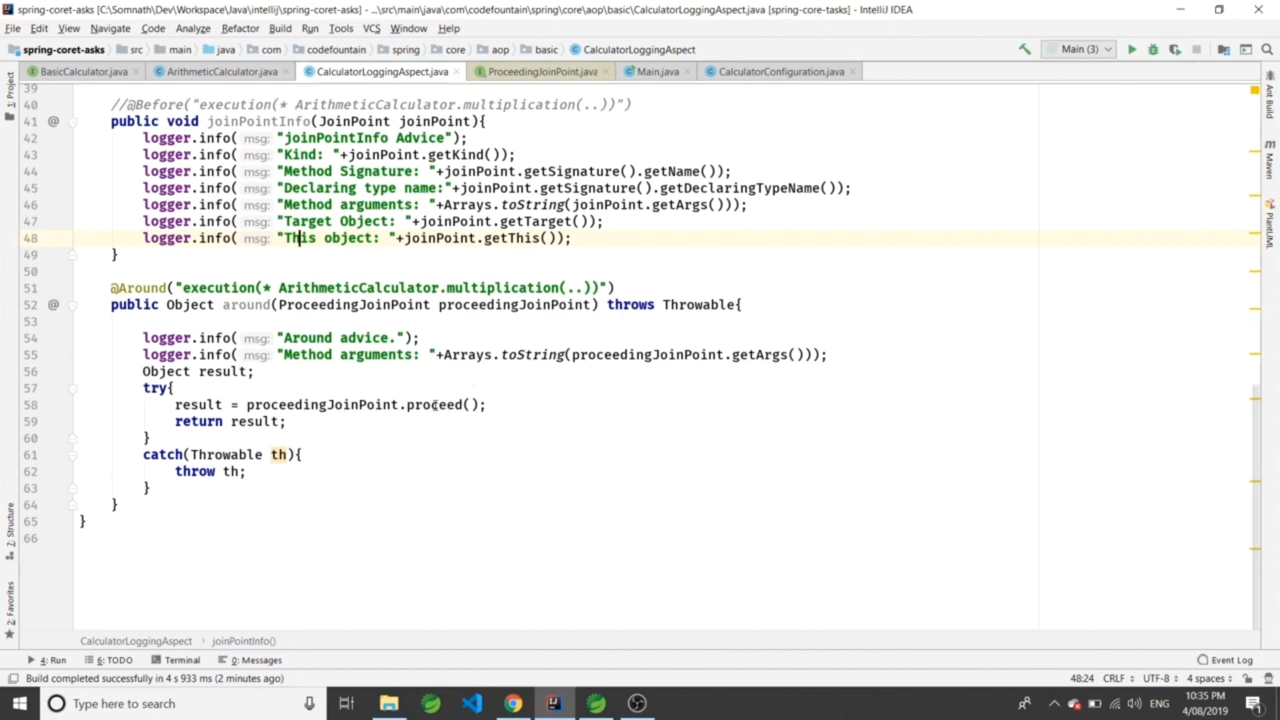 spring-coret-asks [C:\Somnath\Dev\Workspace\Java\intellij\spring-coret-asks] - ...\src\main\java\com\codefountain\spring\core\aop\basic\CalculatorLoggingAspect.java [spring-core-tasks] - IntelliJ IDEA
File Edit View Navigate Code Analyze Refactor Build Run Tools VCS Window Help
spring-coret-asks src main java com codefountain spring core aop basic CalculatorLoggingAspect Main (3)
BasicCalculator.java ArithmeticCalculator.java CalculatorLoggingAspect.java ProceedingJoinPoint.java Main.java CalculatorConfiguration.java
1: Project
Ant Build
Maven
PlantUML
39
40 //@Before("execution(* ArithmeticCalculator.multiplication(..))")
41 @ public void joinPointInfo(JoinPoint joinPoint){
42 logger.info( msg: "joinPointInfo Advice");
43 logger.info( msg: "Kind: "+joinPoint.getKind());
44 logger.info( msg: "Method Signature: "+joinPoint.getSignature().getName());
45 logger.info( msg: "Declaring type name:"+joinPoint.getSignature().getDeclaringTypeName());
46 logger.info( msg: "Method arguments: "+Arrays.toString(joinPoint.getArgs()));
47 logger.info( msg: "Target Object: "+joinPoint.getTarget());
48 logger.info( msg: "This object: "+joinPoint.getThis());
49 }
50
51 @Around("execution(* ArithmeticCalculator.multiplication(..))")
52 @ public Object around(ProceedingJoinPoint proceedingJoinPoint) throws Throwable{
53
54 logger.info( msg: "Around advice.");
55 logger.info( msg: "Method arguments: "+Arrays.toString(proceedingJoinPoint.getArgs()));
56 Object result;
57 try{
58 result = proceedingJoinPoint.proceed();
59 return result;
60 }
61 catch(Throwable th){
62 throw th;
63 }
64 }
65 }
66
Z: Structure
2: Favorites
CalculatorLoggingAspect › joinPointInfo()
4: Run 6: TODO Terminal 0: Messages Event Log
Build completed successfully in 4 s 933 ms (2 minutes ago) 48:24 CRLF UTF-8 4 spaces
Type here to search ENG 10:35 PM
4/08/2019